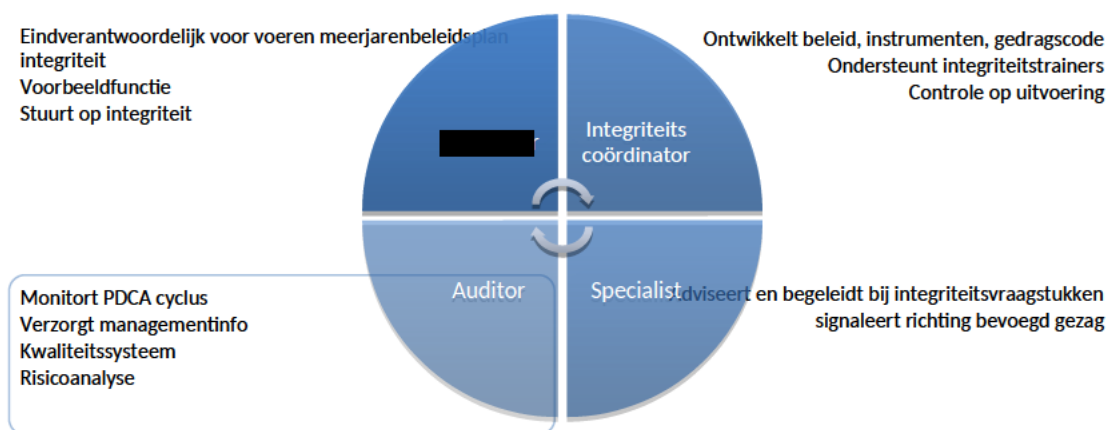 Eindverantwoordelijk voor voeren meerjarenbeleidsplan
integriteit
Voorbeeldfunctie
Stuurt op integriteit
Ontwikkelt beleid, instrumenten, gedragscode
Ondersteunt integriteitstrainers
Controle op uitvoering
Integriteits
coördinator
Auditor
Specialist
Monitort PDCA cyclus
Verzorgt managementinfo
Kwaliteitssysteem
Risicoanalyse
Adviseert en begeleidt bij integriteitsvraagstukken
signaleert richting bevoegd gezag